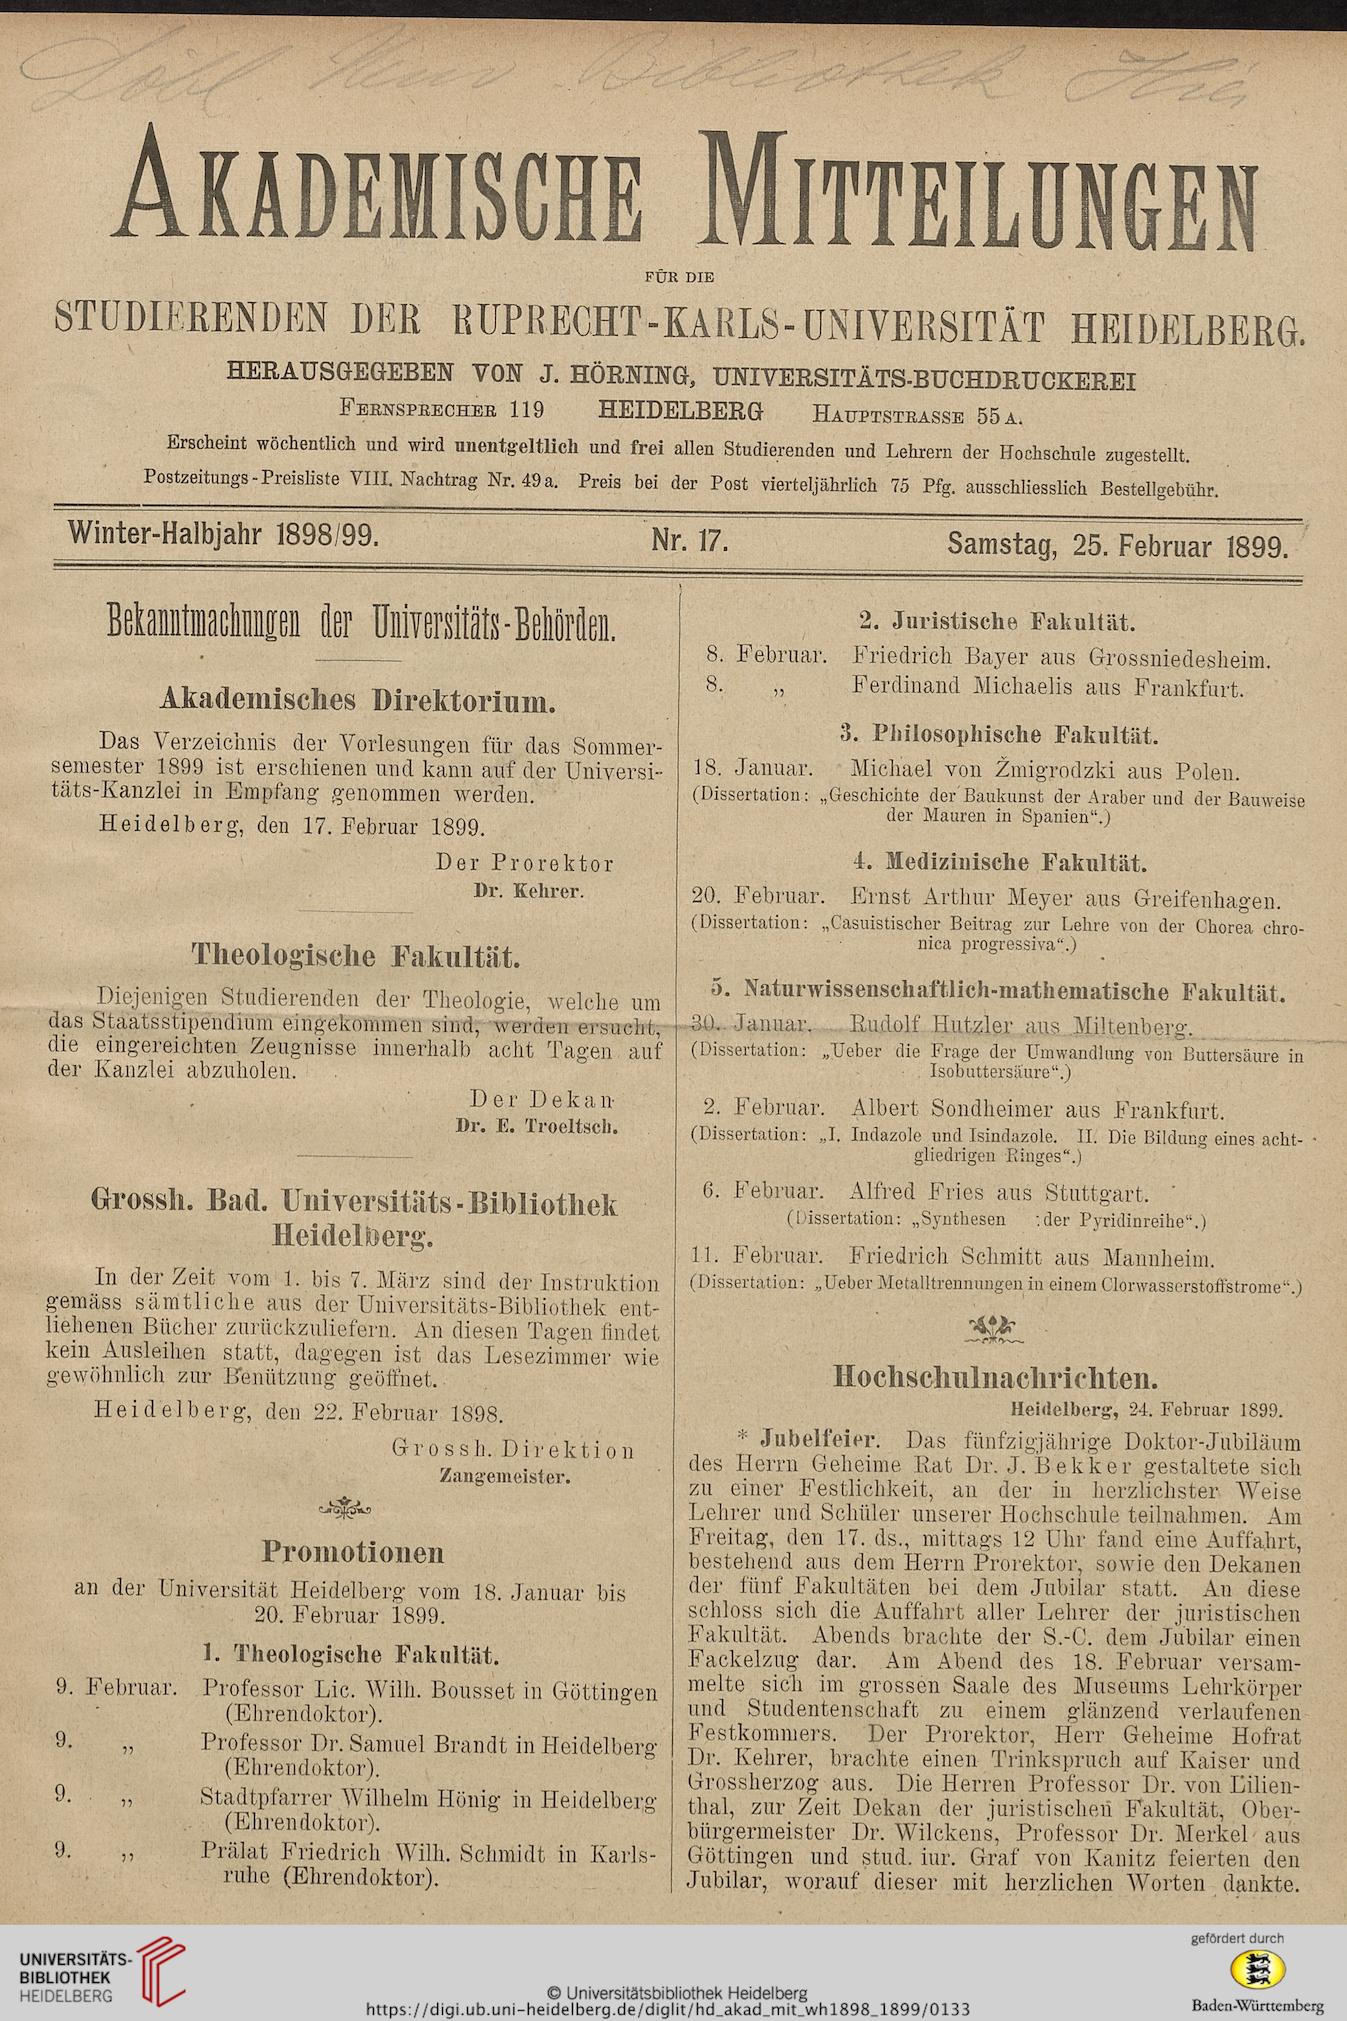 Löbl. Univ. Bibliothek Hier
AKADEMISCHE MITTEILUNGEN
FÜR DIE
STUDIERENDEN DER RUPRECHT-KARLS-UNIVERSITÄT HEIDELBERG.
HERAUSGEGEBEN VON J. HÖRNING, UNIVERSITÄTS-BUCHDRUCKEREI
FERNSPRECHER 119 HEIDELBERG HAUPTSTRASSE 55 A.
Erscheint wöchentlich und wird unentgeltlich und frei allen Studierenden und Lehrern der Hochschule zugestellt.
Postzeitungs-Preisliste VIII. Nachtrag Nr. 49a. Preis bei der Post vierteljährlich 75 Pfg. ausschliesslich Bestellgebühr.
Winter-Halbjahr 1898/99. Nr. 17. Samstag, 25. Februar 1899.
Bekanntmachungen der Universitäts-Behörden.
Akademisches Direktorium.
Das Verzeichnis der Vorlesungen für das Sommer-
semester 1899 ist erschienen und kann auf der Universi-
täts-Kanzlei in Empfang genommen werden.
Heidelberg, den 17. Februar 1899.
Der Prorektor
Dr. Kehrer.
Theologische Fakultät.
Diejenigen Studierenden der Theologie, welche um
das Staatsstipendium eingekommen sind, werden ersucht,
die eingereichten Zeugnisse innerhalb acht Tagen auf
der Kanzlei abzuholen.
Der Dekan
Dr. E. Troeltsch.
Grossh. Bad. Universitäts-Bibliothek
Heidelberg.
In der Zeit vom 1. bis 7. März sind der Instruktion
gemäss sämtliche aus der Universitäts-Bibliothek ent-
liehenen Bücher zurückzuliefern. An diesen Tagen findet
kein Ausleihen statt, dagegen ist das Lesezimmer wie
gewöhnlich zur Benützung geöffnet.
Heidelberg, den 22. Februar 1898.
Grossh. Direktion
Zangemeister.
Promotionen
an der Universität Heidelberg vom 18. Januar bis
20. Februar 1899.
1. Theologische Fakultät.
9. Februar. Professor Lic. Wilh. Bousset in Göttingen
(Ehrendoktor).
9. „ Professor Dr. Samuel Brandt in Heidelberg
(Ehrendoktor).
9. „ Stadtpfarrer Wilhelm Hönig in Heidelberg
(Ehrendoktor).
9. „ Prälat Friedrich Wilh. Schmidt in Karls-
ruhe (Ehrendoktor).
2. Juristische Fakultät.
8. Februar. Friedrich Bayer aus Grossniedesheim.
8. „ Ferdinand Michaelis aus Frankfurt.
3. Philosophische Fakultät.
18. Januar. Michael von Žmigrodzki aus Polen.
(Dissertation: „Geschichte der Baukunst der Araber und der Bauweise
der Mauren in Spanien“.)
4. Medizinische Fakultät.
20. Februar. Ernst Arthur Meyer aus Greifenhagen.
(Dissertation: „Casuistischer Beitrag zur Lehre von der Chorea chro-
nica progressiva“.)
5. Naturwissenschaftlich-mathematische Fakultät.
30. Januar. Rudolf Hutzler aus Miltenberg.
(Dissertation: „Ueber die Frage der Umwandlung von Buttersäure in
Isobuttersäure“.)
2. Februar. Albert Sondheimer aus Frankfurt.
(Dissertation: „I. Indazole und Isindazole. II. Die Bildung eines acht-
gliedrigen Ringes“.)
6. Februar. Alfred Fries aus Stuttgart.
(Dissertation: „Synthesen der Pyridinreihe“.)
11. Februar. Friedrich Schmitt aus Mannheim.
(Dissertation: „Ueber Metalltrennungen in einem Clorwasserstoffstrome“.)
Hochschulnachrichten.
Heidelberg, 24. Februar 1899.
* Jubelfeier. Das fünfzigjährige Doktor-Jubiläum
des Herrn Geheime Rat Dr. J. Bekker gestaltete sich
zu einer Festlichkeit, an der in herzlichster Weise
Lehrer und Schüler unserer Hochschule teilnahmen. Am
Freitag, den 17. ds., mittags 12 Uhr fand eine Auffahrt,
bestehend aus dem Herrn Prorektor, sowie den Dekanen
der fünf Fakultäten bei dem Jubilar statt. An diese
schloss sich die Auffahrt aller Lehrer der juristischen
Fakultät. Abends brachte der S.-C. dem Jubilar einen
Fackelzug dar. Am Abend des 18. Februar versam-
melte sich im grossen Saale des Museums Lehrkörper
und Studentenschaft zu einem glänzend verlaufenen
Festkommers. Der Prorektor, Herr Geheime Hofrat
Dr. Kehrer, brachte einen Trinkspruch auf Kaiser und
Grossherzog aus. Die Herren Professor Dr. von Lilien-
thal, zur Zeit Dekan der juristischen Fakultät, Ober-
bürgermeister Dr. Wilckens, Professor Dr. Merkel aus
Göttingen und stud. iur. Graf von Kanitz feierten den
Jubilar, worauf dieser mit herzlichen Worten dankte.
UNIVERSITÄTS-
BIBLIOTHEK
HEIDELBERG
© Universitätsbibliothek Heidelberg
https://digi.ub.uni-heidelberg.de/diglit/hd_akad_mit_wh1898_1899/0133
gefördert durch
Baden-Württemberg